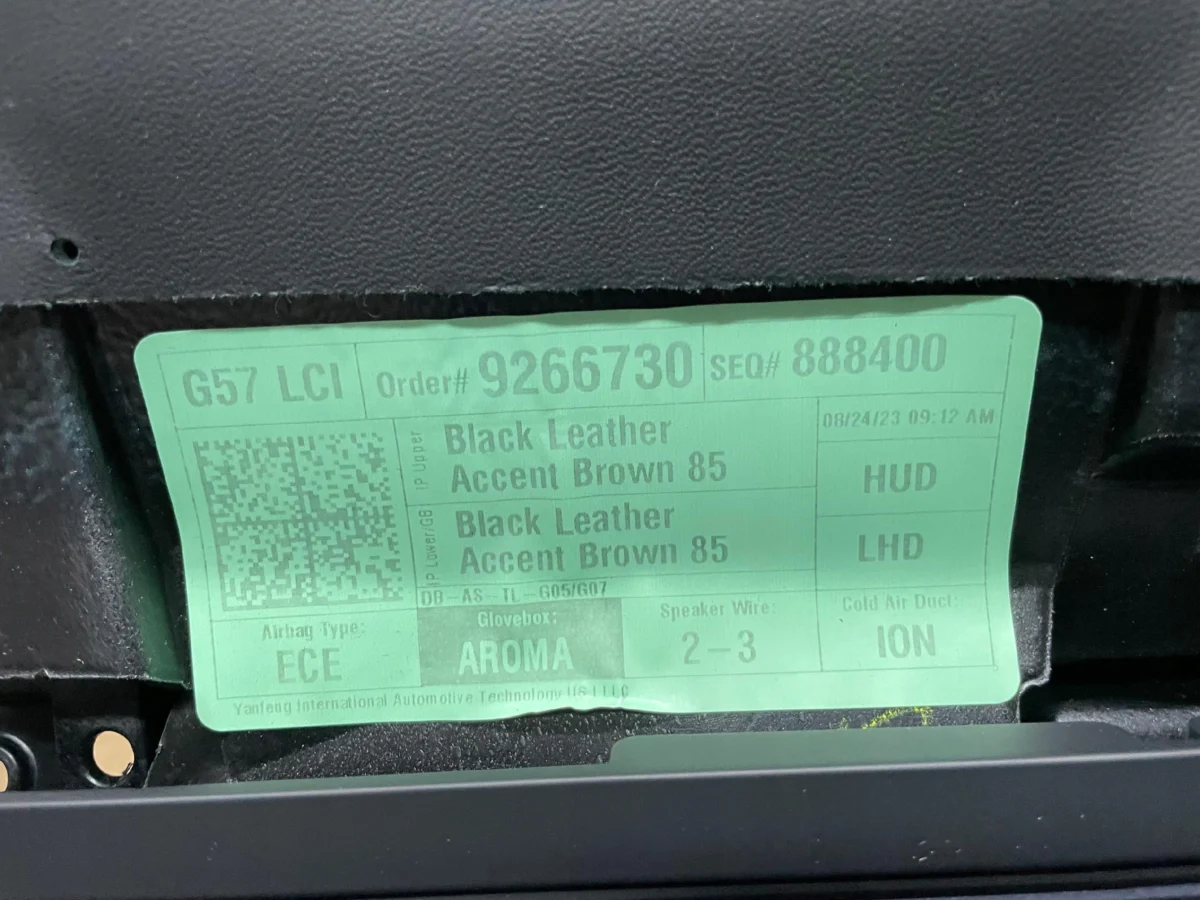 G57 LCI Order# 9266730 SEQ# 888400
08/24/23 09:12 AM
IP Upper
Black Leather
Accent Brown 85
HUD
IP Lower/GB
Black Leather
Accent Brown 85
LHD
DB-AS-TL-G05/G07
Airbag Type:
ECE
Glovebox:
AROMA
Speaker Wire:
2-3
Cold Air Duct:
ION
Yanfeng International Automotive Technology US I LLC